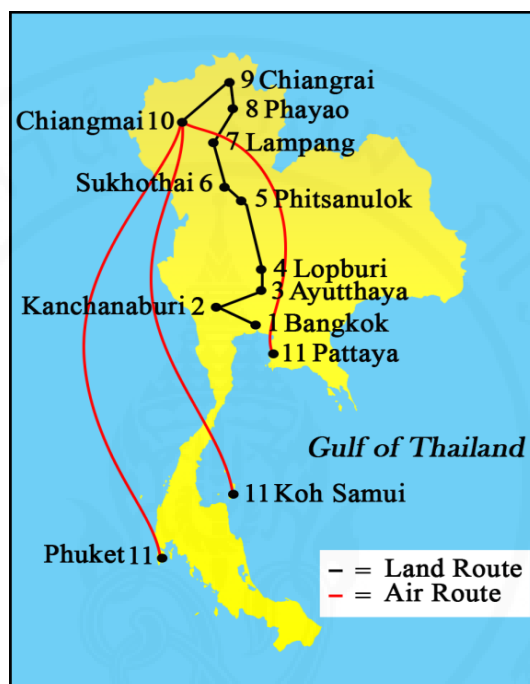 9 Chiangrai
8 Phayao
Chiangmai 10
7 Lampang
Sukhothai 6
5 Phitsanulok
4 Lopburi
3 Ayutthaya
Kanchanaburi 2
1 Bangkok
11 Pattaya
Gulf of Thailand
11 Koh Samui
Phuket 11
= Land Route
= Air Route